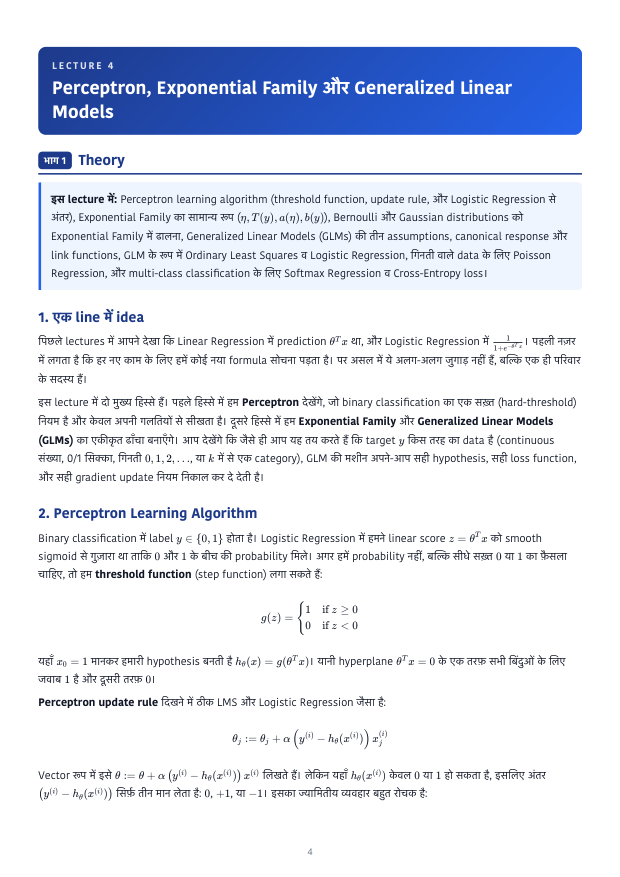 LECTURE 4
Perceptron, Exponential Family और Generalized Linear
Models
भाग 1 Theory
इस lecture में: Perceptron learning algorithm (threshold function, update rule, और Logistic Regression से
अंतर), Exponential Family का सामान्य रूप (η, T(y), a(η), b(y)), Bernoulli और Gaussian distributions को
Exponential Family में ढालना, Generalized Linear Models (GLMs) की तीन assumptions, canonical response और
link functions, GLM के रूप में Ordinary Least Squares व Logistic Regression, गिनती वाले data के लिए Poisson
Regression, और multi-class classification के लिए Softmax Regression व Cross-Entropy loss।
1. एक line में idea
पिछले lectures में आपने देखा कि Linear Regression में prediction θ^T x था, और Logistic Regression में 1/(1+e^{-θ^T x})। पहली नज़र
में लगता है कि हर नए काम के लिए हमें कोई नया formula सोचना पड़ता है। पर असल में ये अलग-अलग जुगाड़ नहीं हैं, बल्कि एक ही परिवार
के सदस्य हैं।
इस lecture में दो मुख्य हिस्से हैं। पहले हिस्से में हम Perceptron देखेंगे, जो binary classification का एक सख़्त (hard-threshold)
नियम है और केवल अपनी गलतियों से सीखता है। दूसरे हिस्से में हम Exponential Family और Generalized Linear Models
(GLMs) का एकीकृत ढाँचा बनाएँगे। आप देखेंगे कि जैसे ही आप यह तय करते हैं कि target y किस तरह का data है (continuous
संख्या, 0/1 सिक्का, गिनती 0, 1, 2, …, या k में से एक category), GLM की मशीन अपने-आप सही hypothesis, सही loss function,
और सही gradient update नियम निकाल कर दे देती है।
2. Perceptron Learning Algorithm
Binary classification में label y ∈ {0, 1} होता है। Logistic Regression में हमने linear score z = θ^T x को smooth
sigmoid से गुज़ारा था ताकि 0 और 1 के बीच की probability मिले। अगर हमें probability नहीं, बल्कि सीधे सख़्त 0 या 1 का फ़ैसला
चाहिए, तो हम threshold function (step function) लगा सकते हैं:
g(z) = { 1 if z ≥ 0
0 if z < 0
यहाँ x_0 = 1 मानकर हमारी hypothesis बनती है h_θ(x) = g(θ^T x)। यानी hyperplane θ^T x = 0 के एक तरफ़ सभी बिंदुओं के लिए
जवाब 1 है और दूसरी तरफ़ 0।
Perceptron update rule दिखने में ठीक LMS और Logistic Regression जैसा है:
θ_j := θ_j + α (y^{(i)} − h_θ(x^{(i)})) x_j^{(i)}
Vector रूप में इसे θ := θ + α (y^{(i)} − h_θ(x^{(i)})) x^{(i)} लिखते हैं। लेकिन यहाँ h_θ(x^{(i)}) केवल 0 या 1 हो सकता है, इसलिए अंतर
(y^{(i)} − h_θ(x^{(i)})) सिर्फ़ तीन मान लेता है: 0, +1, या −1। इसका ज्यामितीय व्यवहार बहुत रोचक है:
4